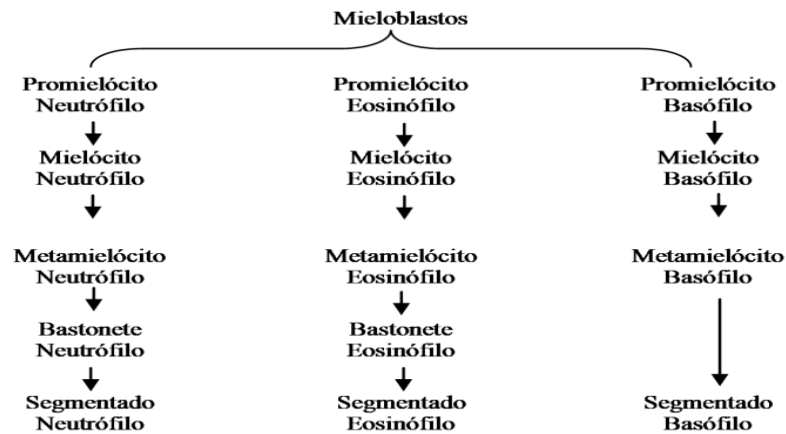 Mieloblastos
Promielócito Promielócito Promielócito
Neutrófilo Eosinófilo Basófilo
Mielócito Mielócito Mielócito
Neutrófilo Eosinófilo Basófilo
Metamielócito Metamielócito Metamielócito
Neutrófilo Eosinófilo Basófilo
Bastonete Bastonete
Neutrófilo Eosinófilo
Segmentado Segmentado Segmentado
Neutrófilo Eosinófilo Basófilo